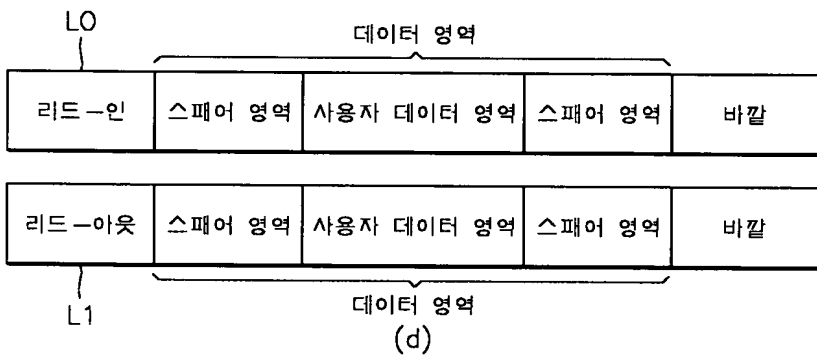 L0
데이터 영역
리드-인 스패어 영역 사용자 데이터 영역 스패어 영역 바깥
리드-아웃 스패어 영역 사용자 데이터 영역 스패어 영역 바깥
데이터 영역
L1
(d)